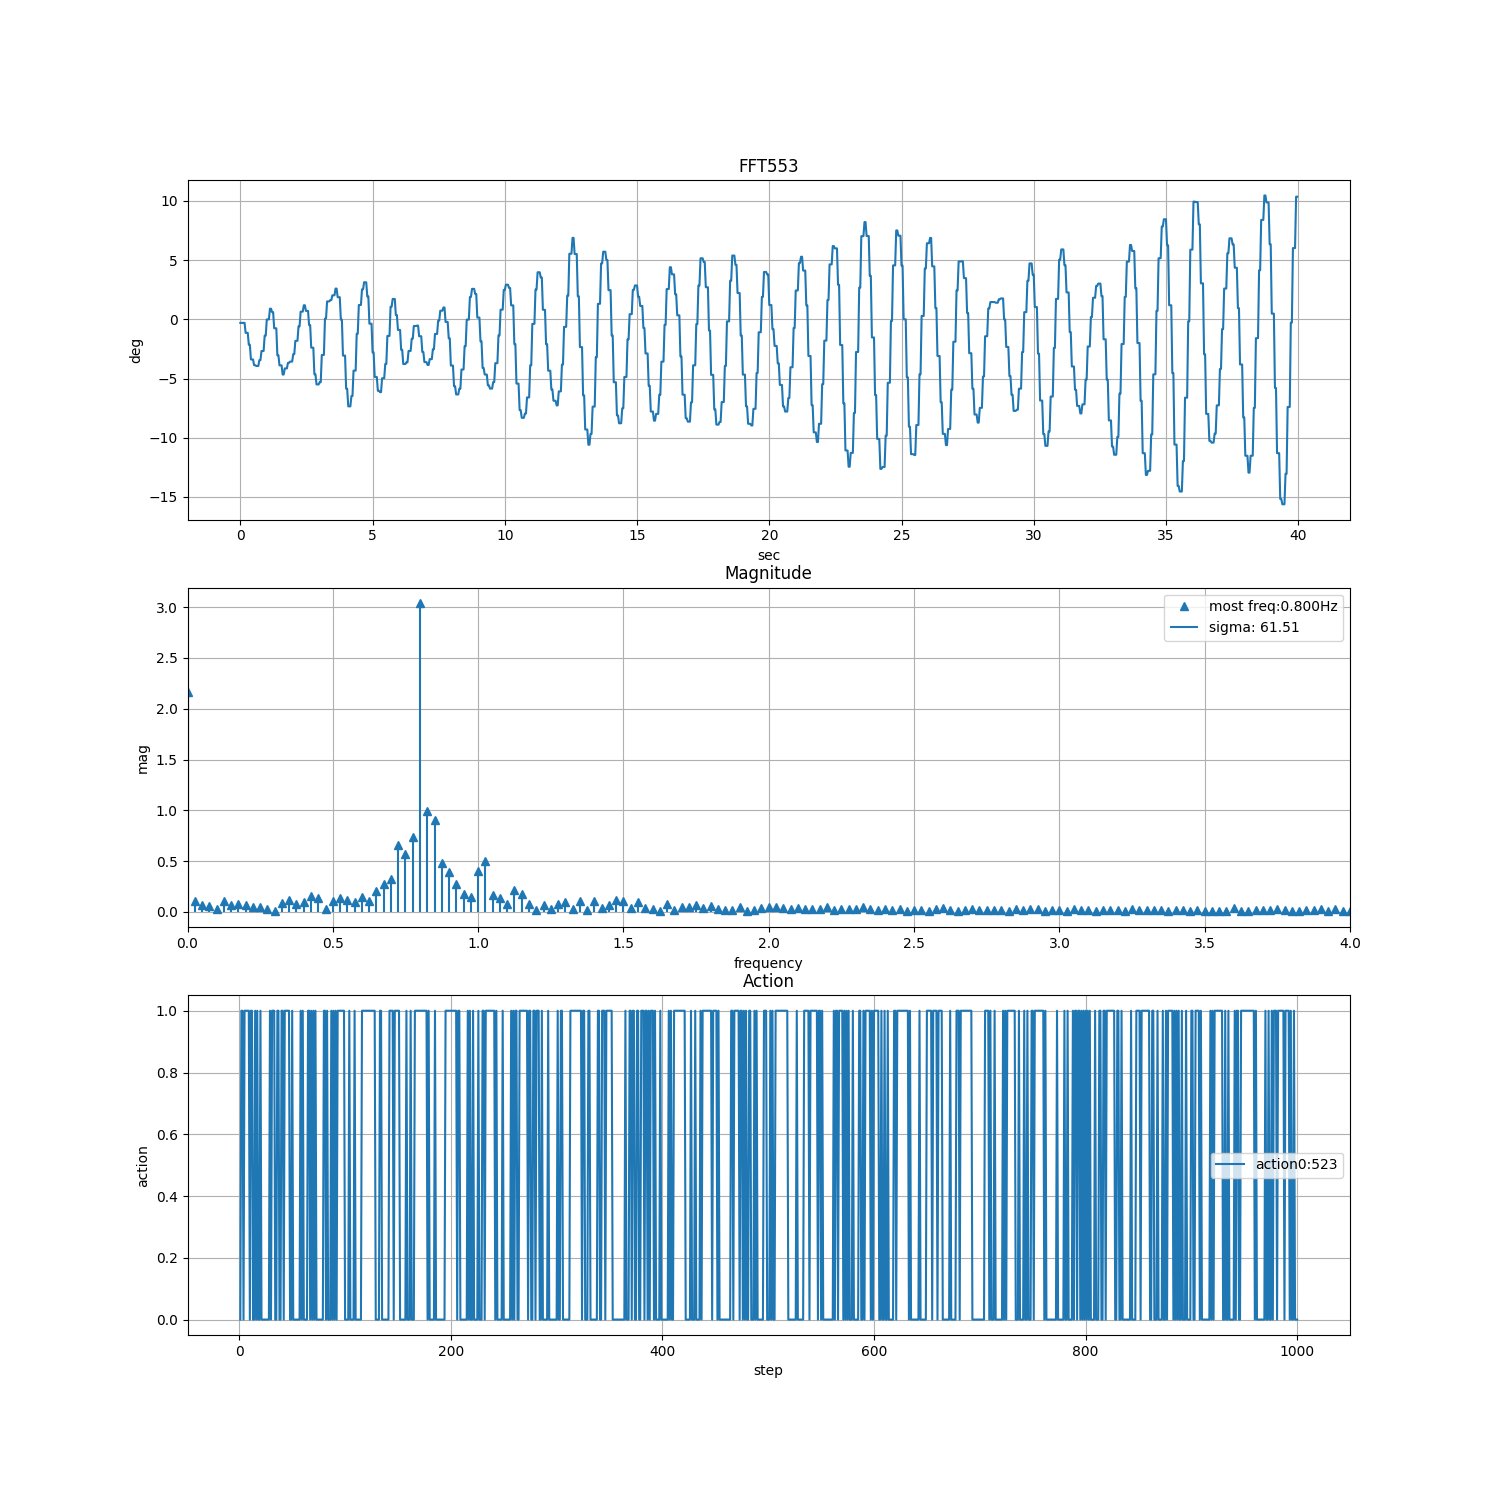 FFT553
10
5
0
−5
−10
−15
deg
0 5 10 15 20 25 30 35 40
sec
Magnitude
3.0
2.5
2.0
1.5
1.0
0.5
0.0
mag
most freq:0.800Hz
sigma: 61.51
0.0 0.5 1.0 1.5 2.0 2.5 3.0 3.5 4.0
frequency
Action
1.0
0.8
0.6
0.4
0.2
0.0
action
action0:523
0 200 400 600 800 1000
step